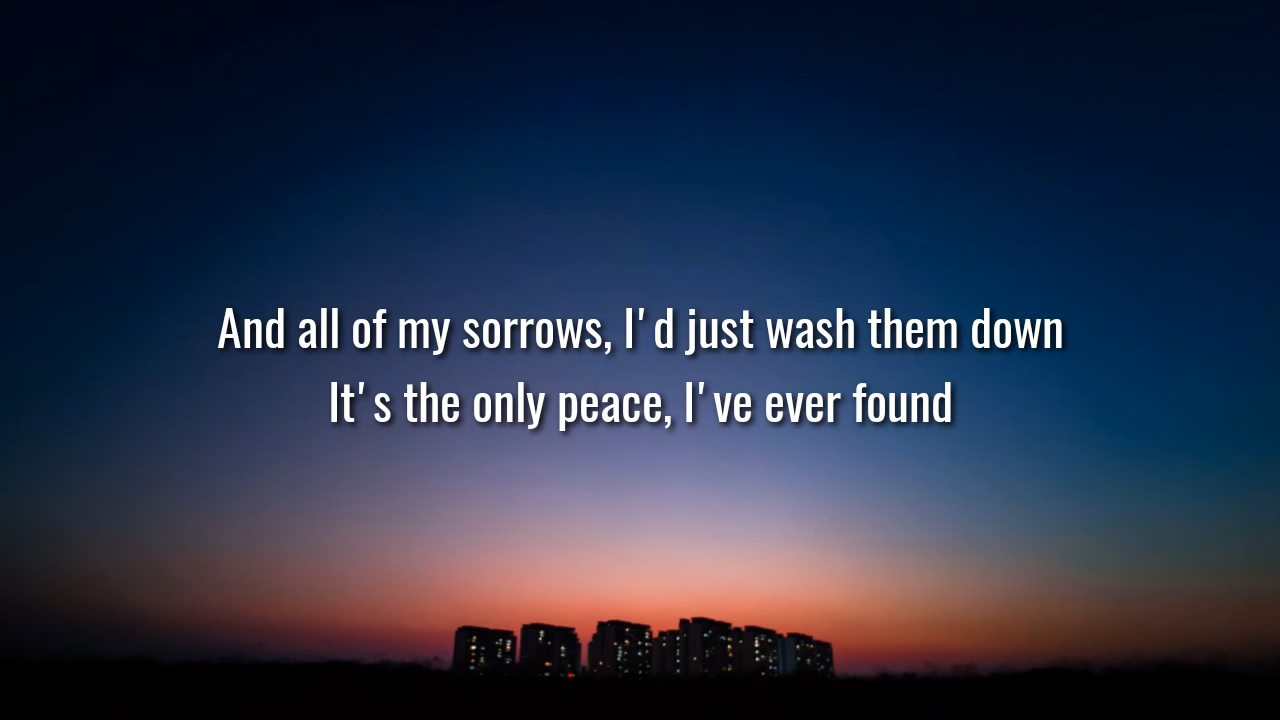 And all of my sorrows, I'd just wash them down
It's the only peace, I've ever found